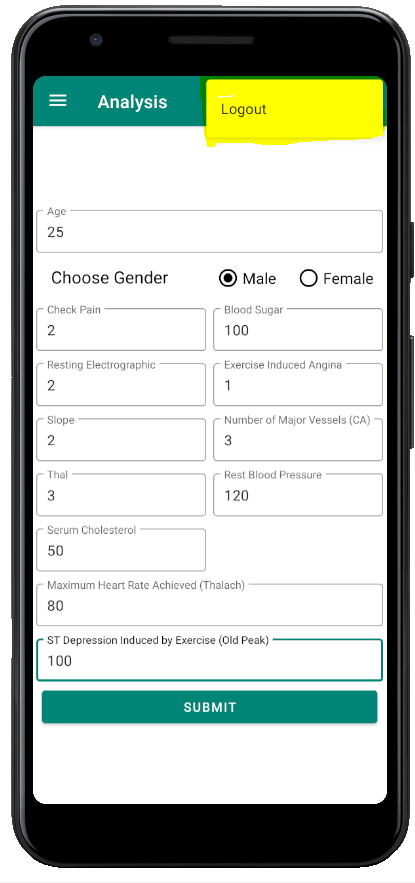 Analysis
Logout
Age
25
Choose Gender Male Female
Check Pain Blood Sugar
2 100
Resting Electrographic Exercise Induced Angina
2 1
Slope Number of Major Vessels (CA)
2 3
Thal Rest Blood Pressure
3 120
Serum Cholesterol
50
Maximum Heart Rate Achieved (Thalach)
80
ST Depression Induced by Exercise (Old Peak)
100
SUBMIT